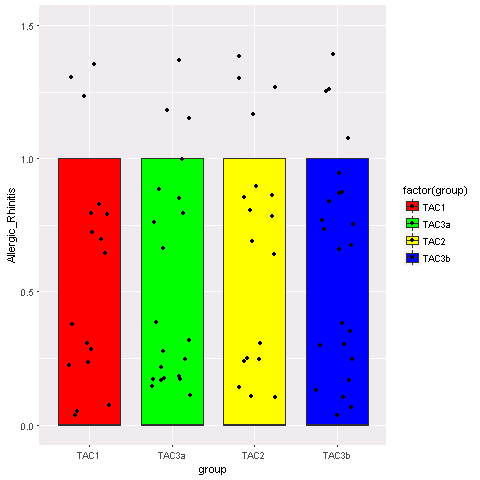 1.5
1.0
0.5
0.0
Allergic_Rhinitis
TAC1 TAC3a TAC2 TAC3b
group
factor(group)
TAC1
TAC3a
TAC2
TAC3b